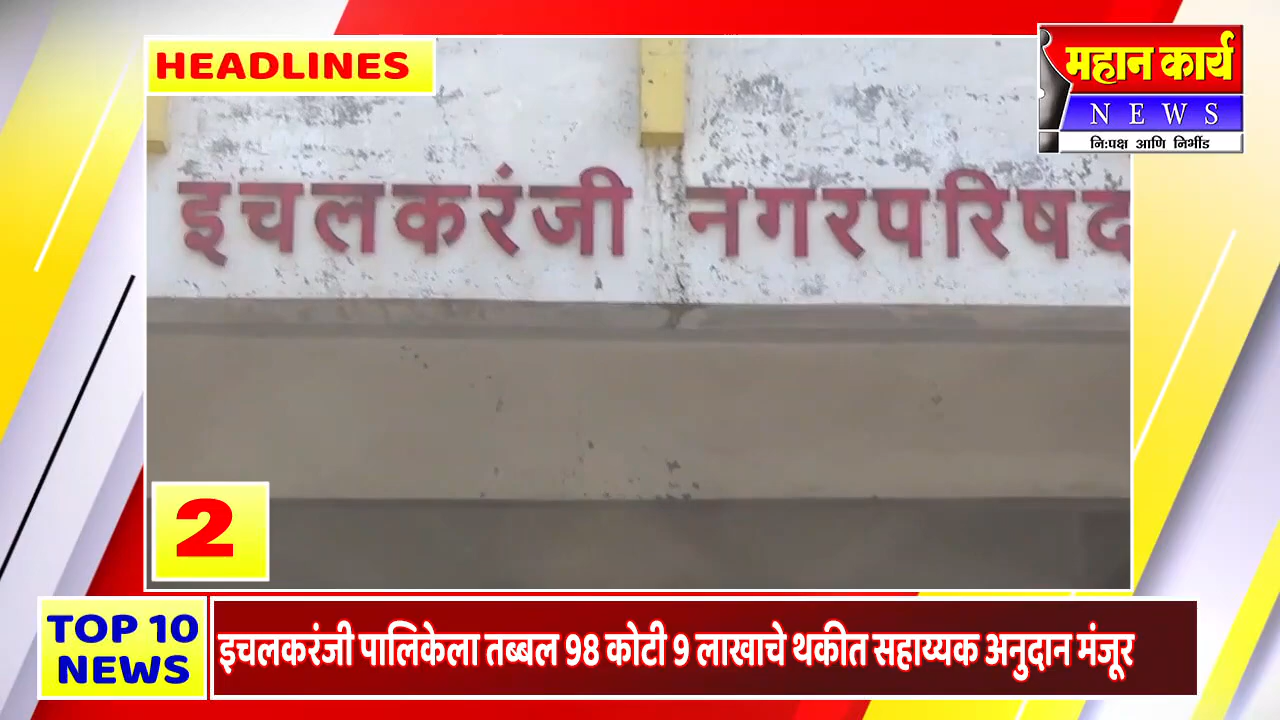 HEADLINES
महान कार्य
NEWS
नि:पक्ष आणि निर्भीड
इचलकरंजी नगरपरिषद
2
TOP 10
NEWS
इचलकरंजी पालिकेला तब्बल 98 कोटी 9 लाखाचे थकीत सहाय्यक अनुदान मंजूर